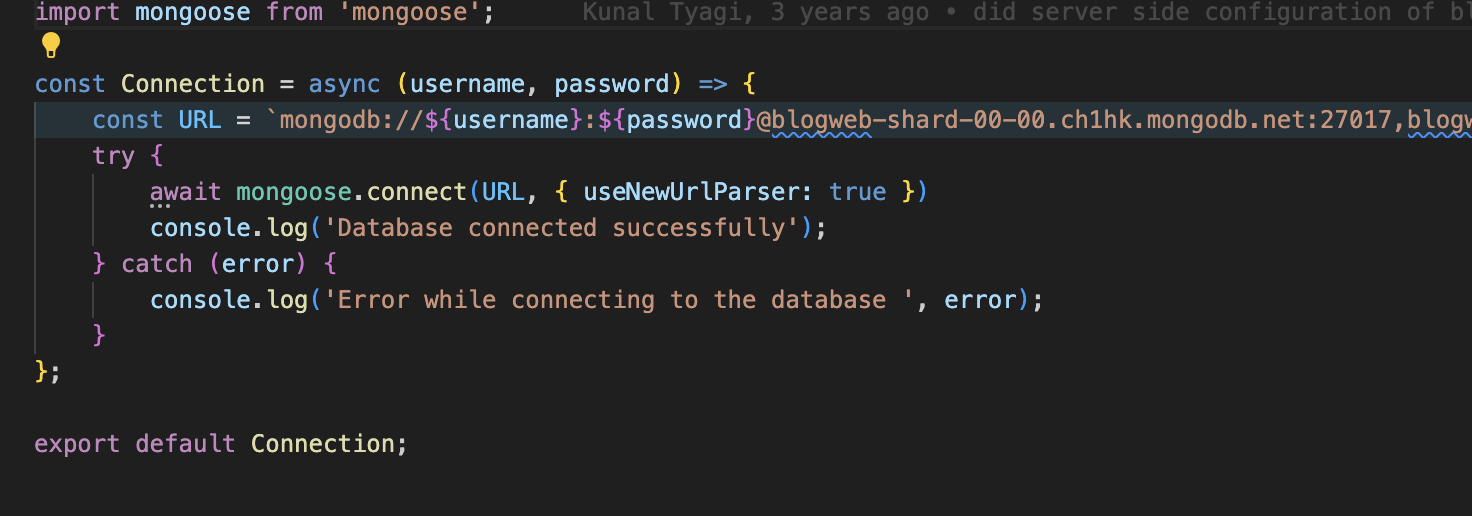 import mongoose from 'mongoose';    Kunal Tyagi, 3 years ago • did server side configuration of
const Connection = async (username, password) => {
    const URL = `mongodb://${username}:${password}@blogweb-shard-00-00.ch1hk.mongodb.net:27017,
    try {
        await mongoose.connect(URL, { useNewUrlParser: true })
        console.log('Database connected successfully');
    } catch (error) {
        console.log('Error while connecting to the database ', error);
    }
};
export default Connection;